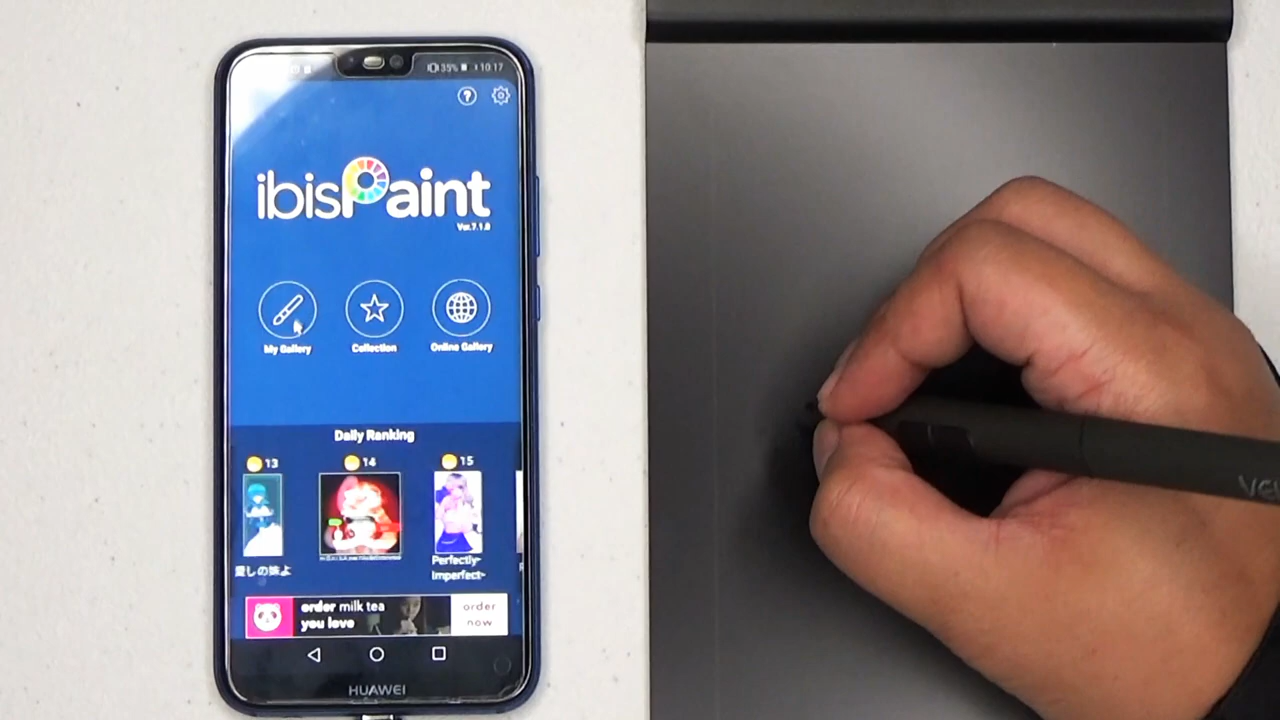 35% 10:17
?
ibisPaint
Ver.7.1.0
My Gallery
Collection
Online Gallery
Daily Ranking
13
14
15
愛しの妹よ
Perfectly-
Imperfect-
order milk tea
you love
order
now
HUAWEI